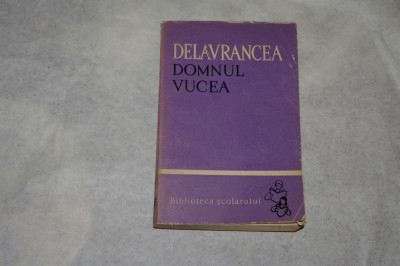 DELAVRANCEA
DOMNUL
VUCEA
Biblioteca școlarului